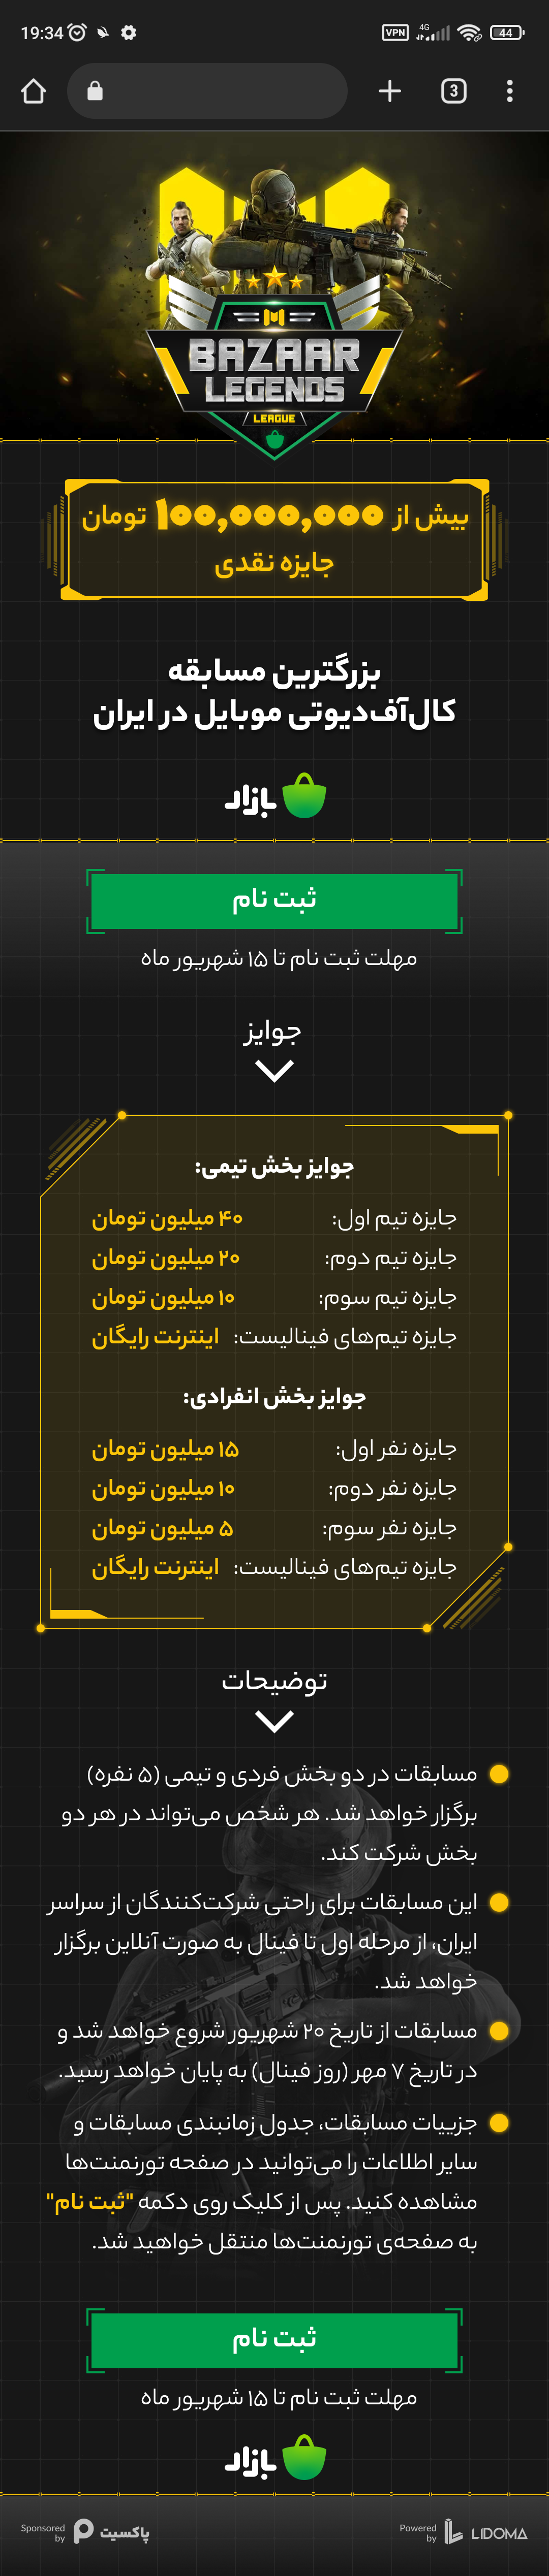 19:34
VPN
4G
44
3
BAZAAR
LEGENDS
LEAGUE
بیش از ۱۰۰,۰۰۰,۰۰۰ تومان
جایزه نقدی
بزرگترین مسابقه
کال‌آف‌دیوتی موبایل در ایران
بازار
ثبت نام
مهلت ثبت نام تا ۱۵ شهریور ماه
جوایز
جوایز بخش تیمی:
جایزه تیم اول: ۴۰ میلیون تومان
جایزه تیم دوم: ۲۰ میلیون تومان
جایزه تیم سوم: ۱۰ میلیون تومان
جایزه تیم‌های فینالیست: اینترنت رایگان
جوایز بخش انفرادی:
جایزه نفر اول: ۱۵ میلیون تومان
جایزه نفر دوم: ۱۰ میلیون تومان
جایزه نفر سوم: ۵ میلیون تومان
جایزه تیم‌های فینالیست: اینترنت رایگان
توضیحات
مسابقات در دو بخش فردی و تیمی (۵ نفره)
برگزار خواهد شد. هر شخص می‌تواند در هر دو
بخش شرکت کند.
این مسابقات برای راحتی شرکت‌کنندگان از سراسر
ایران، از مرحله اول تا فینال به صورت آنلاین برگزار
خواهد شد.
مسابقات از تاریخ ۲۰ شهریور شروع خواهد شد و
در تاریخ ۷ مهر (روز فینال) به پایان خواهد رسید.
جزییات مسابقات، جدول زمانبندی مسابقات و
سایر اطلاعات را می‌توانید در صفحه تورنمنت‌ها
مشاهده کنید. پس از کلیک روی دکمه "ثبت نام"
به صفحه‌ی تورنمنت‌ها منتقل خواهید شد.
ثبت نام
مهلت ثبت نام تا ۱۵ شهریور ماه
بازار
Sponsored
by
پاکسیت
Powered
by
LIDOMA